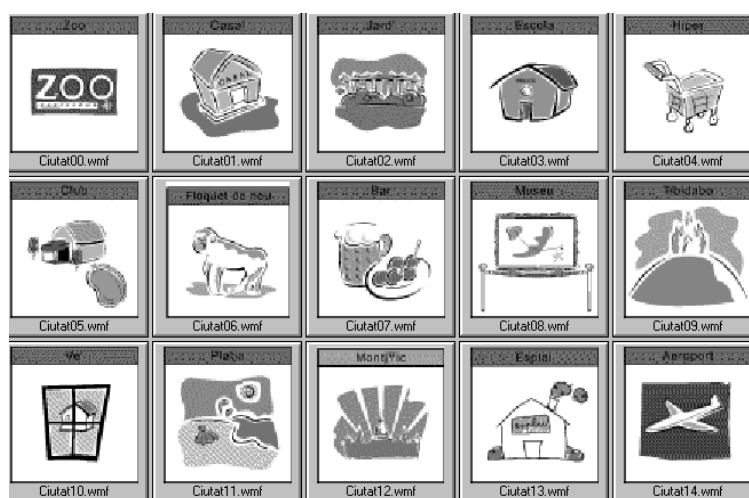 Zoo
Casal
Jardí
Escola
Hiper
ZOO
CASAL
Ciutat00.wmf
Ciutat01.wmf
Ciutat02.wmf
Ciutat03.wmf
Ciutat04.wmf
Club
Floquet de neu
Bar
Museu
Tibidabo
Ciutat05.wmf
Ciutat06.wmf
Ciutat07.wmf
Ciutat08.wmf
Ciutat09.wmf
Platja
Montjuïc
Esplai
Aeroport
esplai
Ciutat10.wmf
Ciutat11.wmf
Ciutat12.wmf
Ciutat13.wmf
Ciutat14.wmf